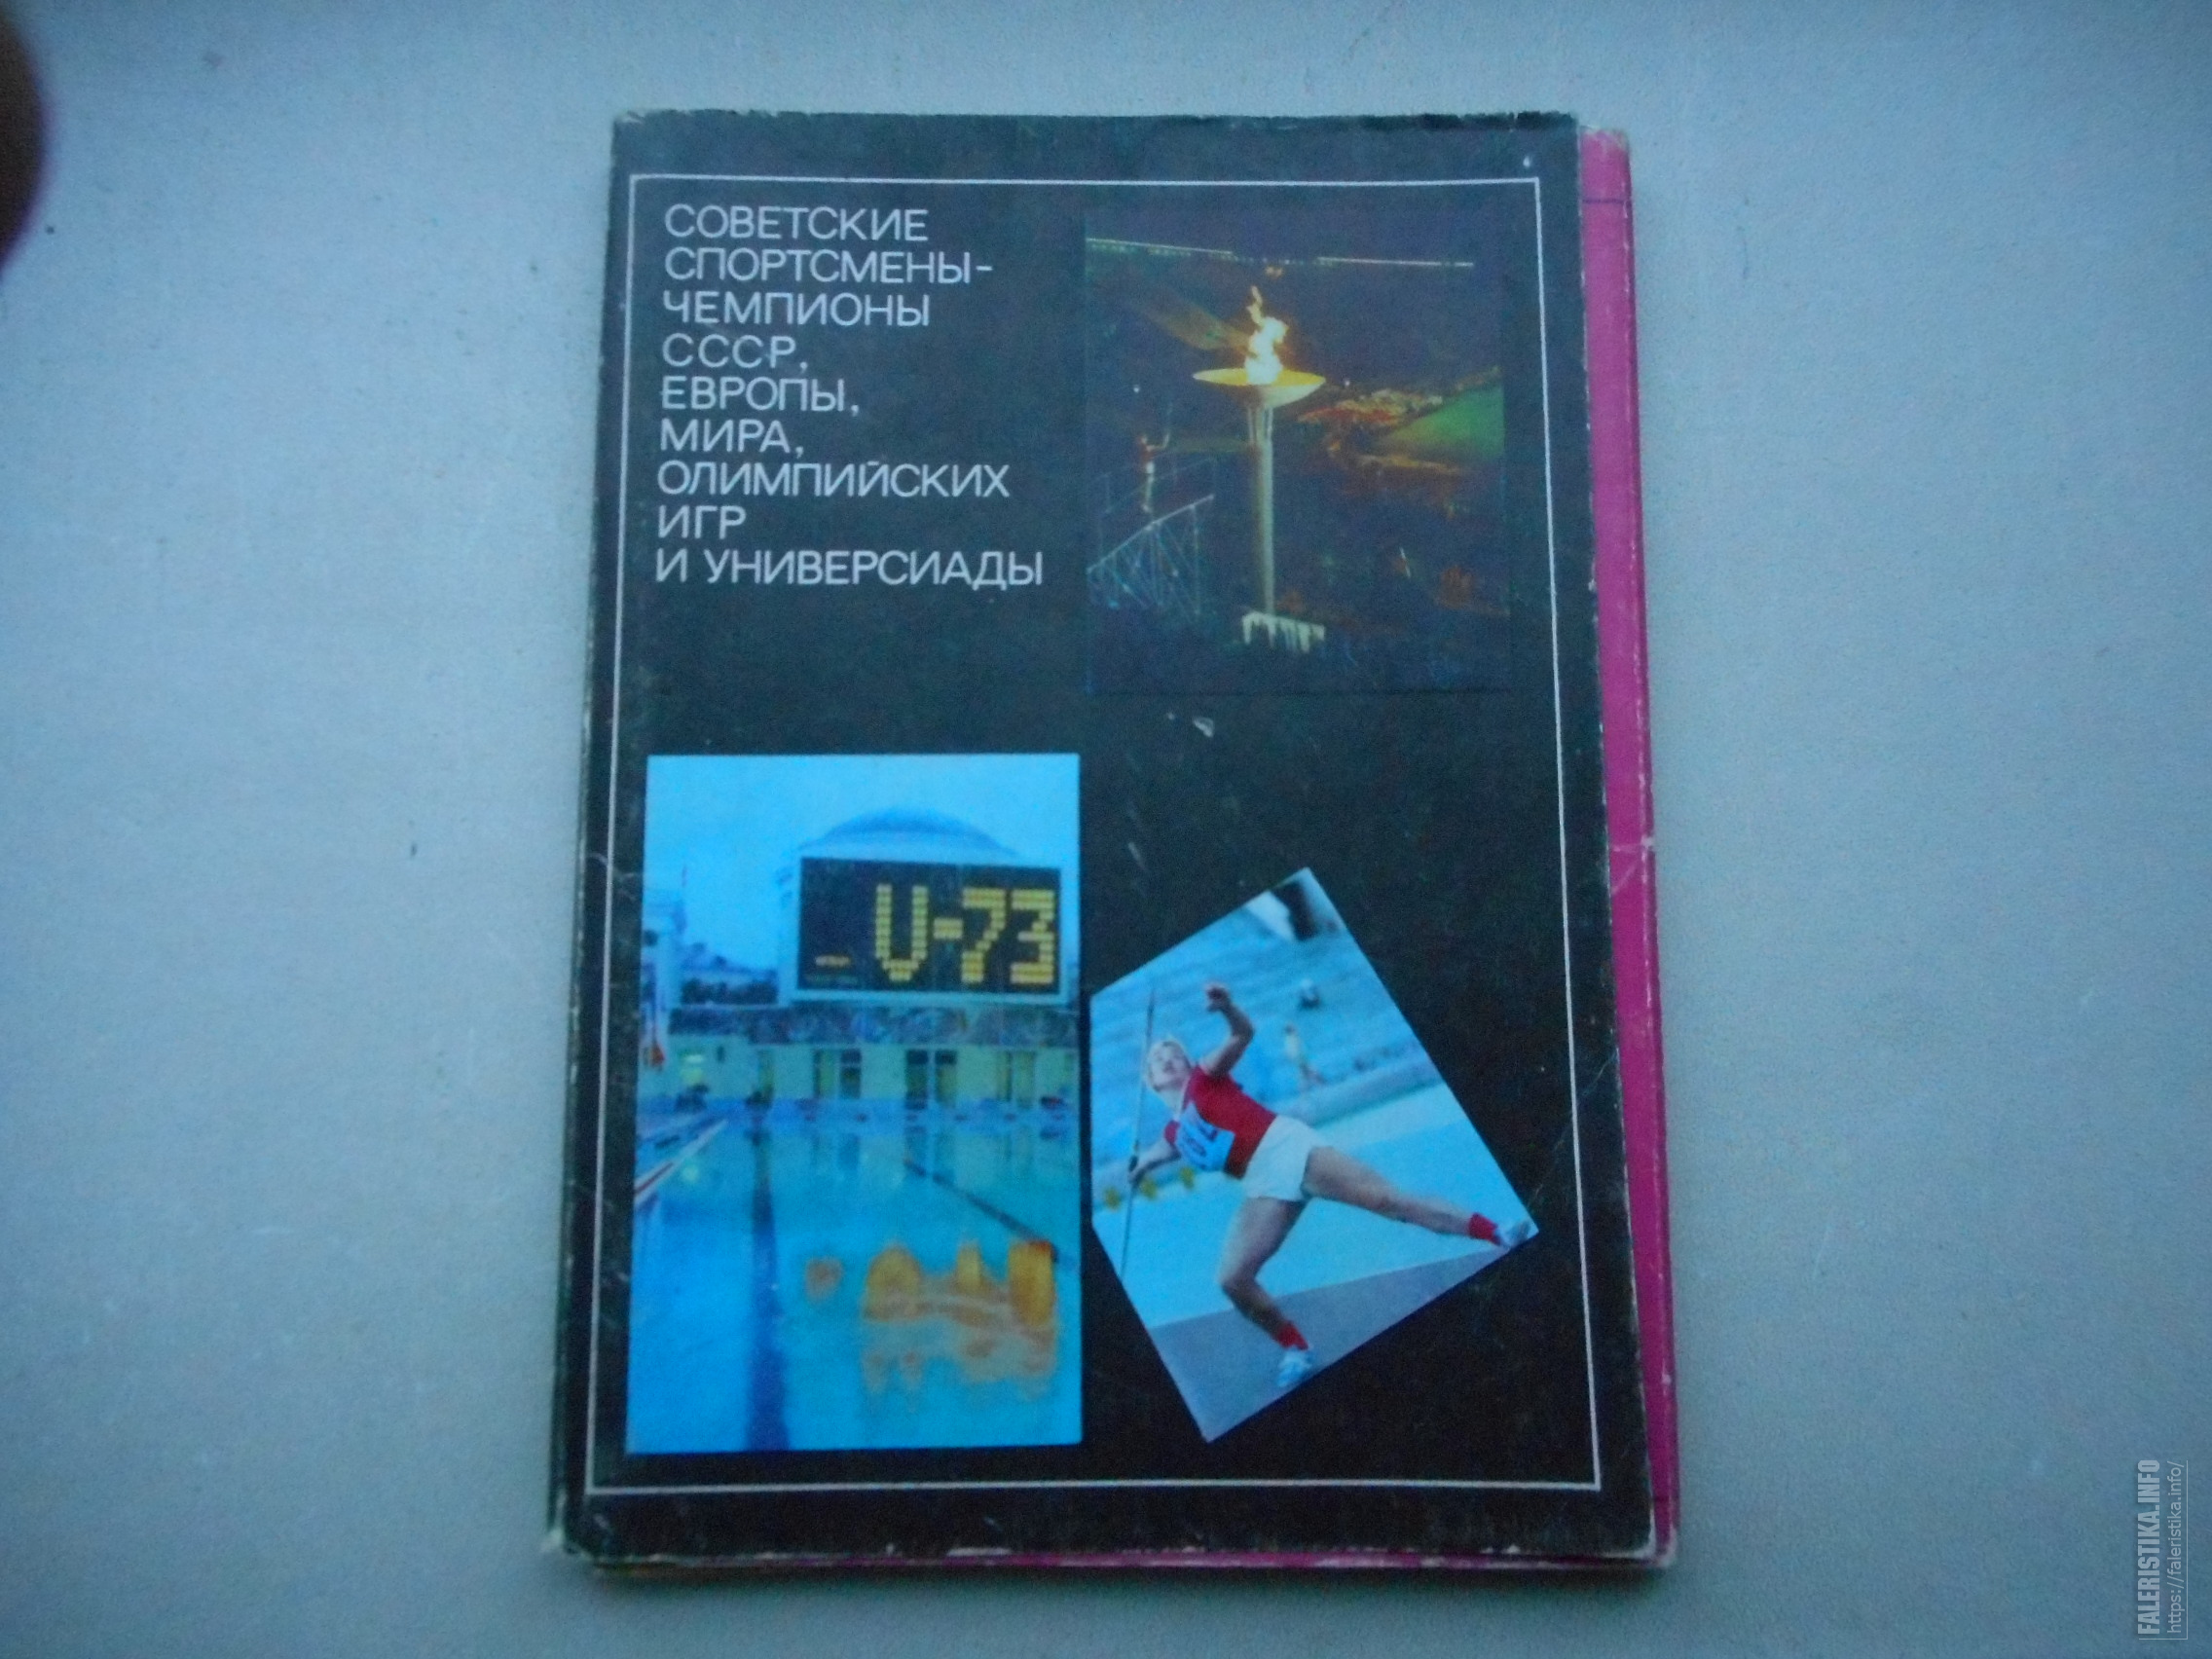 СОВЕТСКИЕ
СПОРТСМЕНЫ-
ЧЕМПИОНЫ
СССР,
ЕВРОПЫ,
МИРА,
ОЛИМПИЙСКИХ
ИГР
И УНИВЕРСИАДЫ
U-73
FALERISTIKA.INFO
https://faleristika.info/